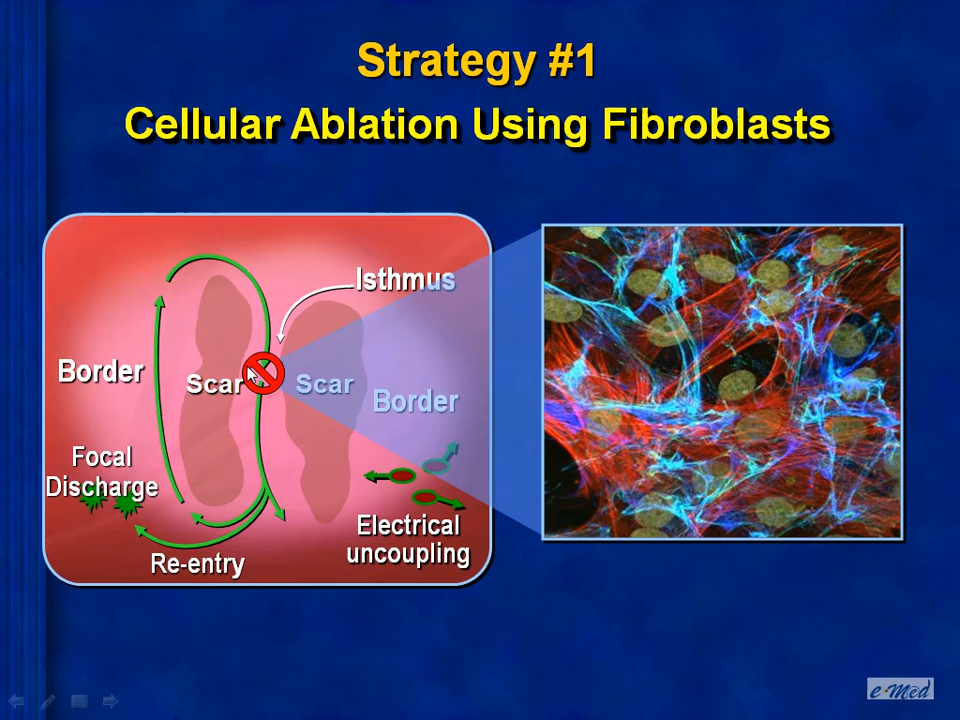 Strategy #1
Cellular Ablation Using Fibroblasts
Isthmus
Border
Scar
Scar
Border
Focal
Discharge
Electrical
uncoupling
Re-entry
e-Med